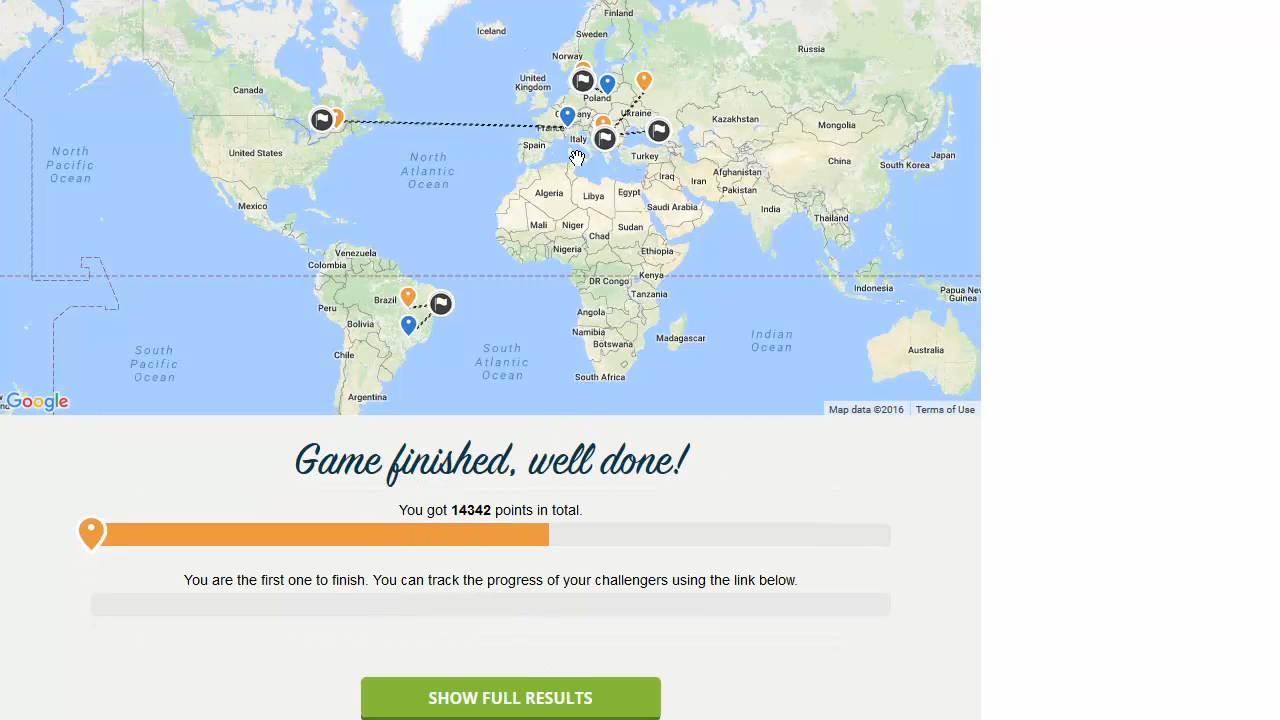 Finland
Iceland
Sweden
Russia
Norway
United
Kingdom
Canada
Poland
Ukraine
Kazakhstan
Mongolia
France
Italy
Spain
United States
North
Pacific
Ocean
North
Atlantic
Ocean
Turkey
China
South Korea
Japan
Iraq
Iran
Afghanistan
Pakistan
Algeria
Libya
Egypt
Saudi Arabia
India
Mexico
Mali
Niger
Chad
Sudan
Thailand
Nigeria
Ethiopia
Venezuela
Colombia
DR Congo
Kenya
Tanzania
Indonesia
Papua New
Guinea
Brazil
Peru
Bolivia
Angola
Namibia
Botswana
Madagascar
Indian
Ocean
South
Pacific
Ocean
South
Atlantic
Ocean
Chile
Australia
South Africa
Argentina
Google
Map data ©2016
Terms of Use
Game finished, well done!
You got 14342 points in total.
You are the first one to finish. You can track the progress of your challengers using the link below.
SHOW FULL RESULTS